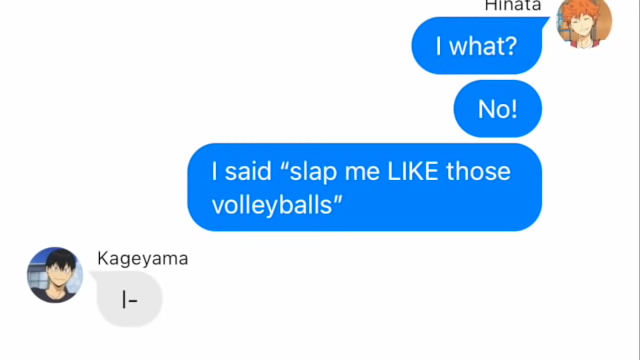 Hinata
I what?
No!
I said “slap me LIKE those
volleyballs”
Kageyama
I-